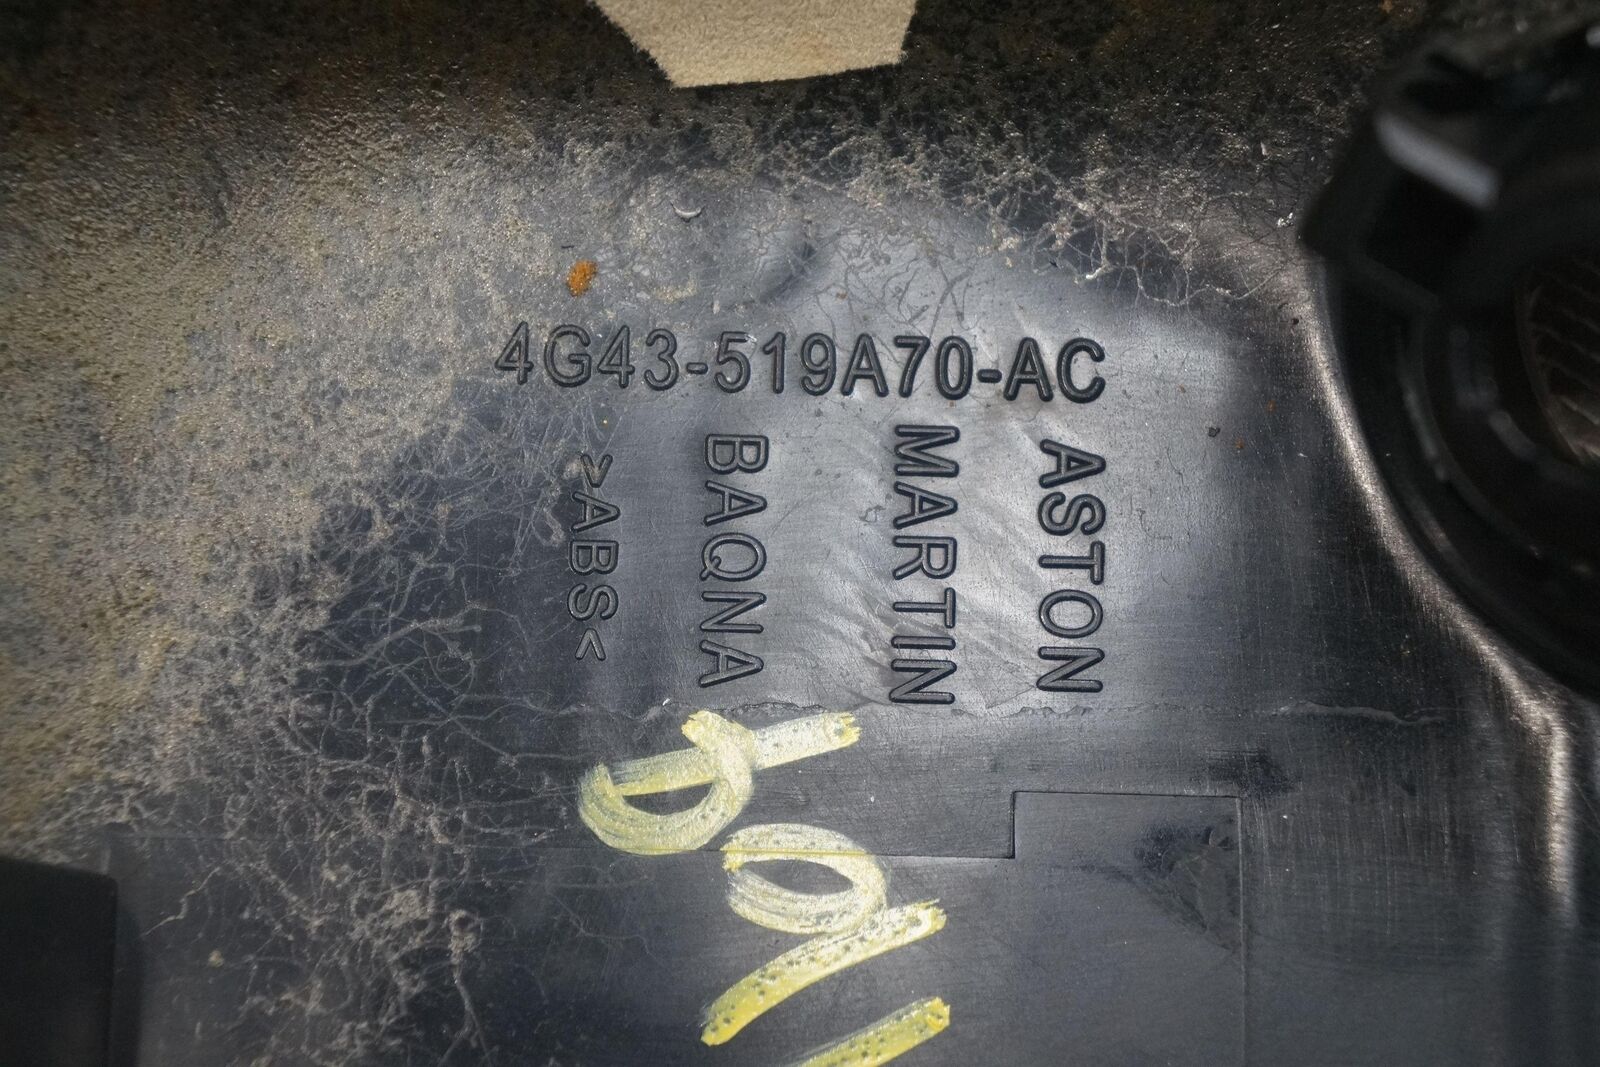 4G43-519A70-AC
ASTON
MARTIN
BAQNA
>ABS<